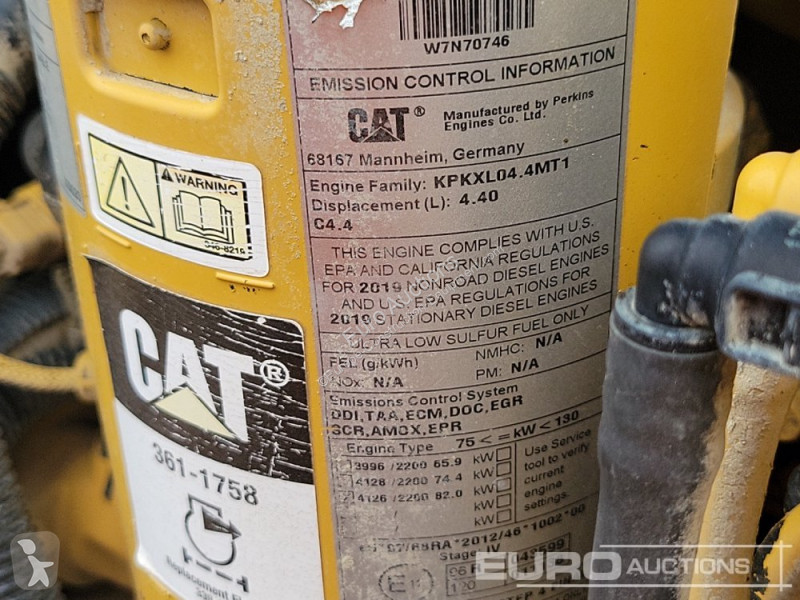 W7N70746
EMISSION CONTROL INFORMATION
CAT® Manufactured by Perkins
Engines Co. Ltd.
68167 Mannheim, Germany
Engine Family: KPKXL04.4MT1
Displacement (L): 4.40
C4.4
THIS ENGINE COMPLIES WITH U.S.
EPA AND CALIFORNIA REGULATIONS
FOR 2019 NONROAD DIESEL ENGINES
AND U.S. EPA REGULATIONS FOR
2019 STATIONARY DIESEL ENGINES
ULTRA LOW SULFUR FUEL ONLY
FEL (g/kWh) NMHC: N/A
NOx: N/A PM: N/A
Emissions Control System
DDI,TAA,ECM,DOC,EGR
SCR,AMOX,EPR
Engine Type 75 <= kW < 130
3996 /2200 65.9 kW
4128 /2200 74.4 kW
4126 /2200 82.0 kW
kW
Use Service
tool to verify
current
engine
settings.
WARNING
CAT®
361-1758
Replacement
EURO AUCTIONS